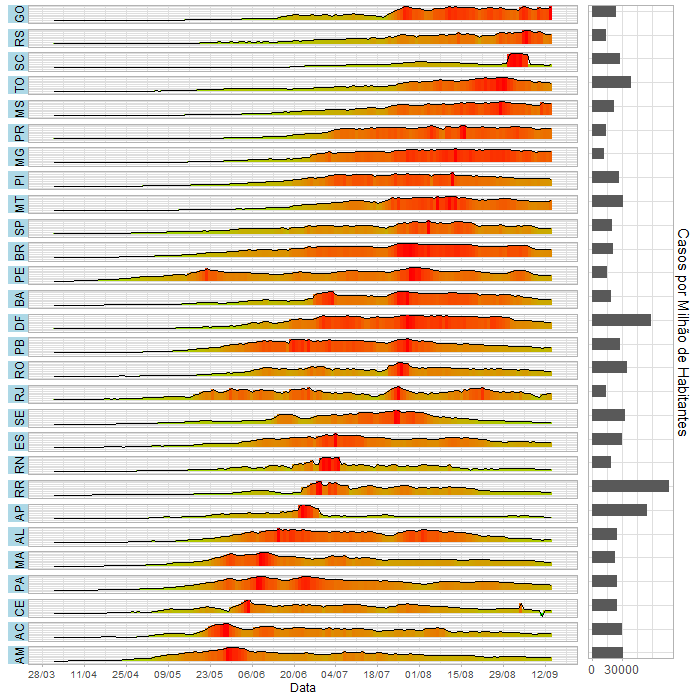 GO
RS
SC
TO
MS
PR
MG
PI
MT
SP
BR
PE
BA
DF
PB
RO
RJ
SE
ES
RN
RR
AP
AL
MA
PA
CE
AC
AM
28/03 11/04 25/04 09/05 23/05 06/06 20/06 04/07 18/07 01/08 15/08 29/08 12/09
Data
0 30000
Casos por Milhão de Habitantes